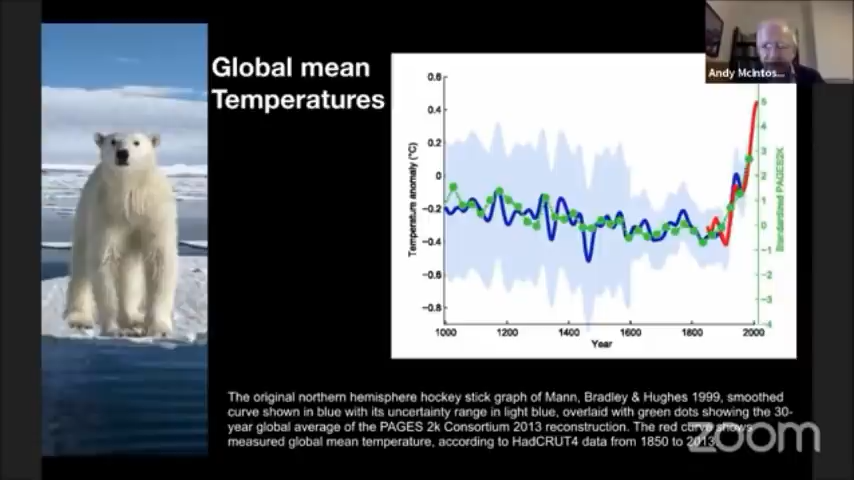 Andy McIntos...
Global mean
Temperatures
0.6
0.4
0.2
0
−0.2
−0.4
−0.6
−0.8
Temperature anomaly (°C)
1000
1200
1400
1600
1800
2000
Year
5
4
3
2
1
0
−1
−2
−3
−4
Standardized PAGES2K
The original northern hemisphere hockey stick graph of Mann, Bradley & Hughes 1999, smoothed
curve shown in blue with its uncertainty range in light blue, overlaid with green dots showing the 30-
year global average of the PAGES 2k Consortium 2013 reconstruction. The red curve shows
measured global mean temperature, according to HadCRUT4 data from 1850 to 2013.
zoom